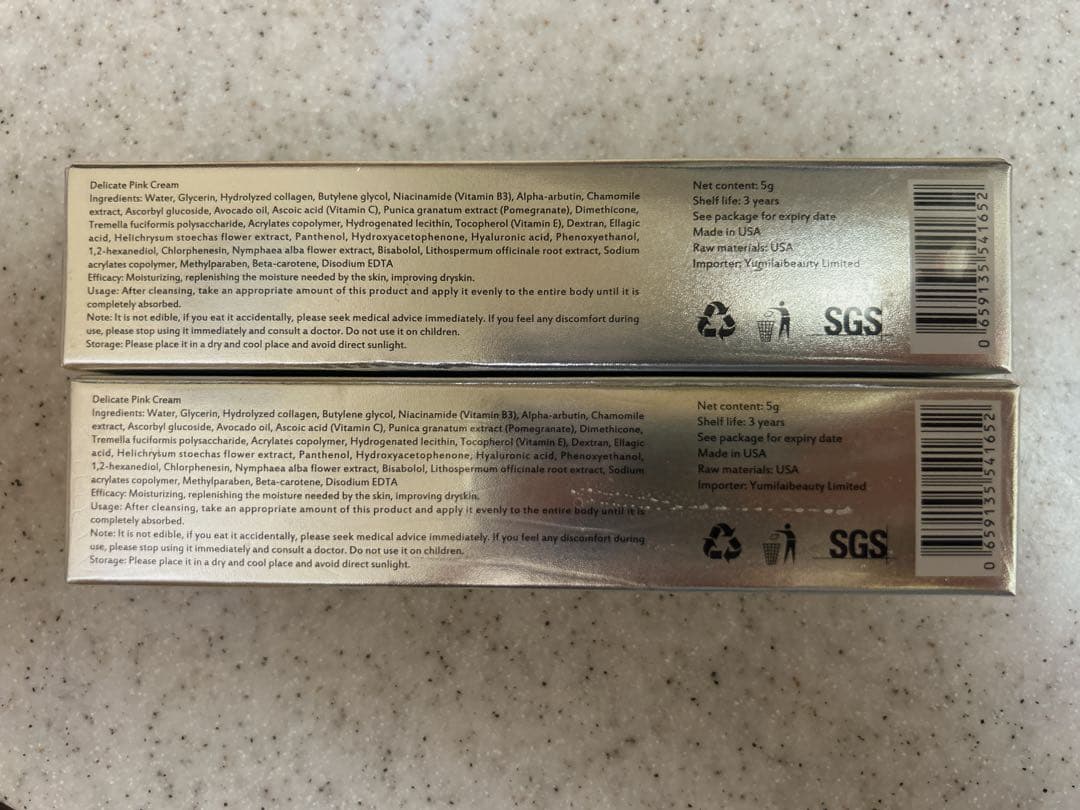 Delicate Pink Cream
Ingredients: Water, Glycerin, Hydrolyzed collagen, Butylene glycol, Niacinamide (Vitamin B3), Alpha-arbutin, Chamomile
extract, Ascorbyl glucoside, Avocado oil, Ascoic acid (Vitamin C), Punica granatum extract (Pomegranate), Dimethicone,
Tremella fuciformis polysaccharide, Acrylates copolymer, Hydrogenated lecithin, Tocopherol (Vitamin E), Dextran, Ellagic
acid, Helichrysum stoechas flower extract, Panthenol, Hydroxyacetophenone, Hyaluronic acid, Phenoxyethanol,
1,2-hexanediol, Chlorphenesin, Nymphaea alba flower extract, Bisabolol, Lithospermum officinale root extract, Sodium
acrylates copolymer, Methylparaben, Beta-carotene, Disodium EDTA
Efficacy: Moisturizing, replenishing the moisture needed by the skin, improving dryskin.
Usage: After cleansing, take an appropriate amount of this product and apply it evenly to the entire body until it is
completely absorbed.
Note: It is not edible, if you eat it accidentally, please seek medical advice immediately. If you feel any discomfort during
use, please stop using it immediately and consult a doctor. Do not use it on children.
Storage: Please place it in a dry and cool place and avoid direct sunlight.
Net content: 5g
Shelf life: 3 years
See package for expiry date
Made in USA
Raw materials: USA
Importer: Yumilaibeauty Limited
SGS
0 659135 541652
Delicate Pink Cream
Ingredients: Water, Glycerin, Hydrolyzed collagen, Butylene glycol, Niacinamide (Vitamin B3), Alpha-arbutin, Chamomile
extract, Ascorbyl glucoside, Avocado oil, Ascoic acid (Vitamin C), Punica granatum extract (Pomegranate), Dimethicone,
Tremella fuciformis polysaccharide, Acrylates copolymer, Hydrogenated lecithin, Tocopherol (Vitamin E), Dextran, Ellagic
acid, Helichrysum stoechas flower extract, Panthenol, Hydroxyacetophenone, Hyaluronic acid, Phenoxyethanol,
1,2-hexanediol, Chlorphenesin, Nymphaea alba flower extract, Bisabolol, Lithospermum officinale root extract, Sodium
acrylates copolymer, Methylparaben, Beta-carotene, Disodium EDTA
Efficacy: Moisturizing, replenishing the moisture needed by the skin, improving dryskin.
Usage: After cleansing, take an appropriate amount of this product and apply it evenly to the entire body until it is
completely absorbed.
Note: It is not edible, if you eat it accidentally, please seek medical advice immediately. If you feel any discomfort during
use, please stop using it immediately and consult a doctor. Do not use it on children.
Storage: Please place it in a dry and cool place and avoid direct sunlight.
Net content: 5g
Shelf life: 3 years
See package for expiry date
Made in USA
Raw materials: USA
Importer: Yumilaibeauty Limited
SGS
0 659135 541652